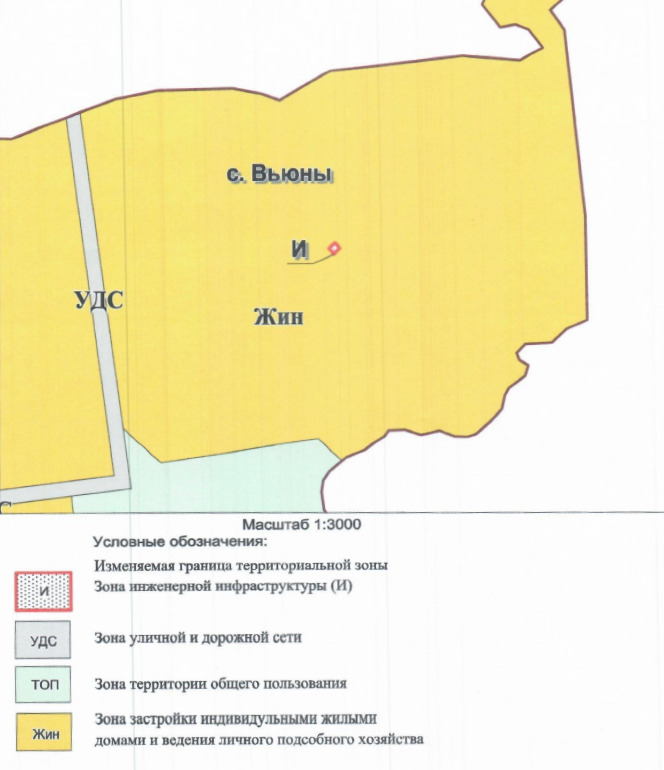 с. Вьюны
И
УДС
Жин
С
Масштаб 1:3000
Условные обозначения:
Изменяемая граница территориальной зоны
И
Зона инженерной инфраструктуры (И)
УДС
Зона уличной и дорожной сети
ТОП
Зона территории общего пользования
Жин
Зона застройки индивидульными жилыми
домами и ведения личного подсобного хозяйства